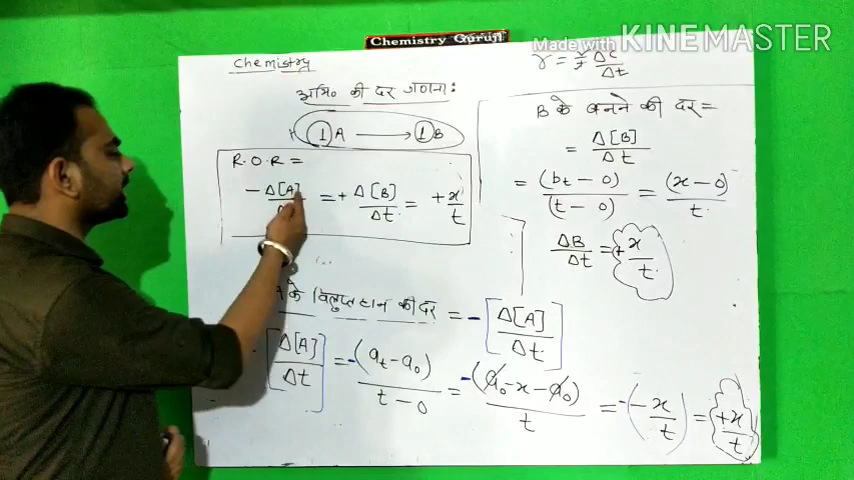 Chemistry Guruji
Made with KINEMASTER
Chemistry
अभि० की दर
1 A ⟶ 1 B
R.O.R =
- Δ[A] = + Δ[B]/Δt = + x/t
Δc/Δt
B के बनने की दर =
= Δ[B]/Δt
= (bt - 0)/(t - 0) = (x - 0)/t
ΔB/Δt = + x/t
के की दर = - [Δ[A]/Δt]
[Δ[A]/Δt] = -(at - a0)/t - 0 = -(a0 - x - a0)/t = -(- x/t) = + x/t